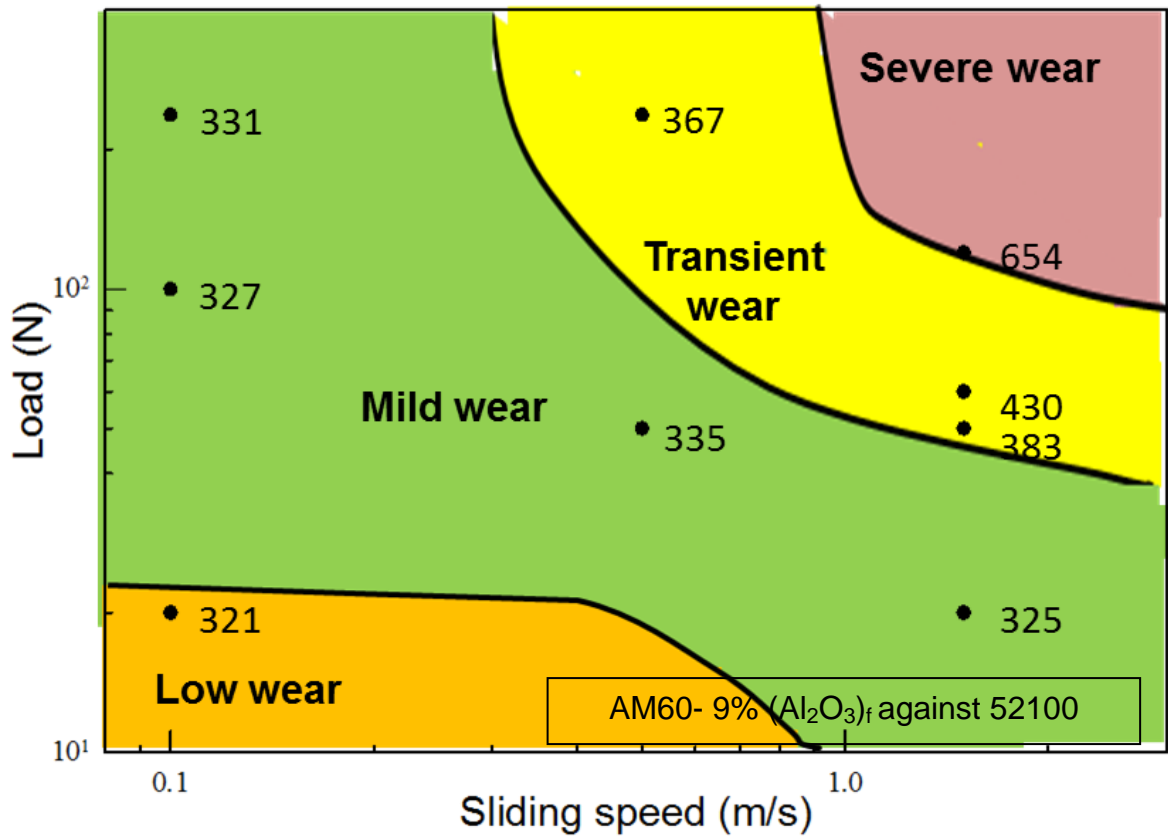 Severe wear
331
367
Transient
wear
654
10²
327
Mild wear
430
335
383
321
325
Low wear
AM60- 9% (Al₂O₃)f against 52100
10¹
0.1
1.0
Sliding speed (m/s)
Load (N)